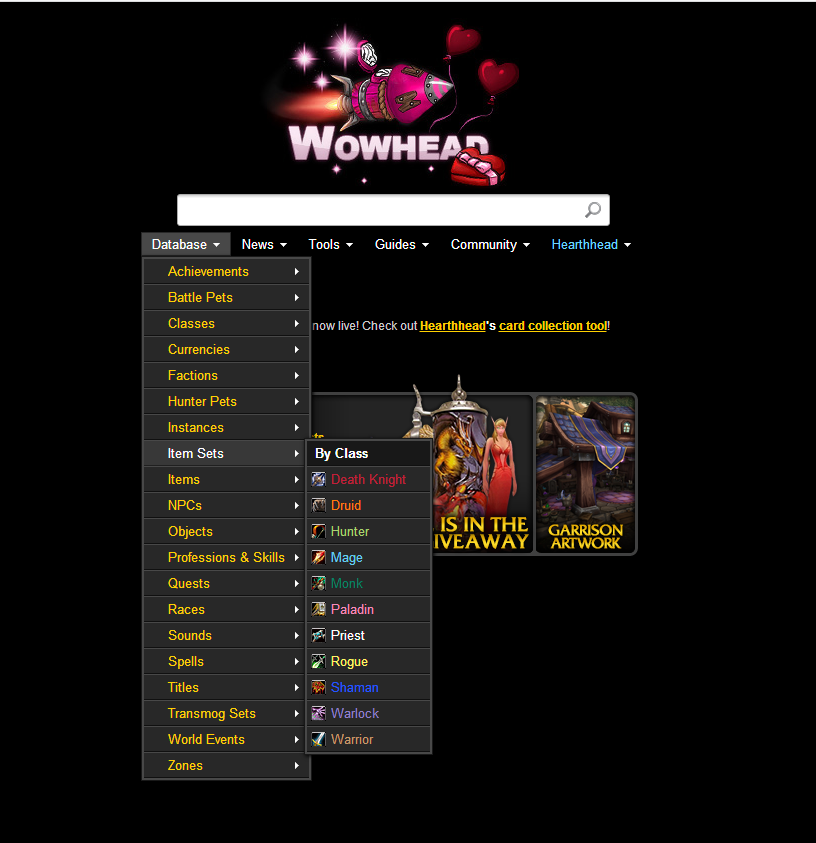 WOWHEAD
Database News Tools Guides Community Hearthhead
Achievements
Battle Pets
Classes
now live! Check out Hearthhead's card collection tool!
Currencies
Factions
Hunter Pets
Instances
Item Sets
Items
NPCs
Objects
Professions & Skills
Quests
Races
Sounds
Spells
Titles
Transmog Sets
World Events
Zones
By Class
Death Knight
Druid
Hunter
Mage
Monk
Paladin
Priest
Rogue
Shaman
Warlock
Warrior
IS IN THE
IVEAWAY
GARRISON
ARTWORK